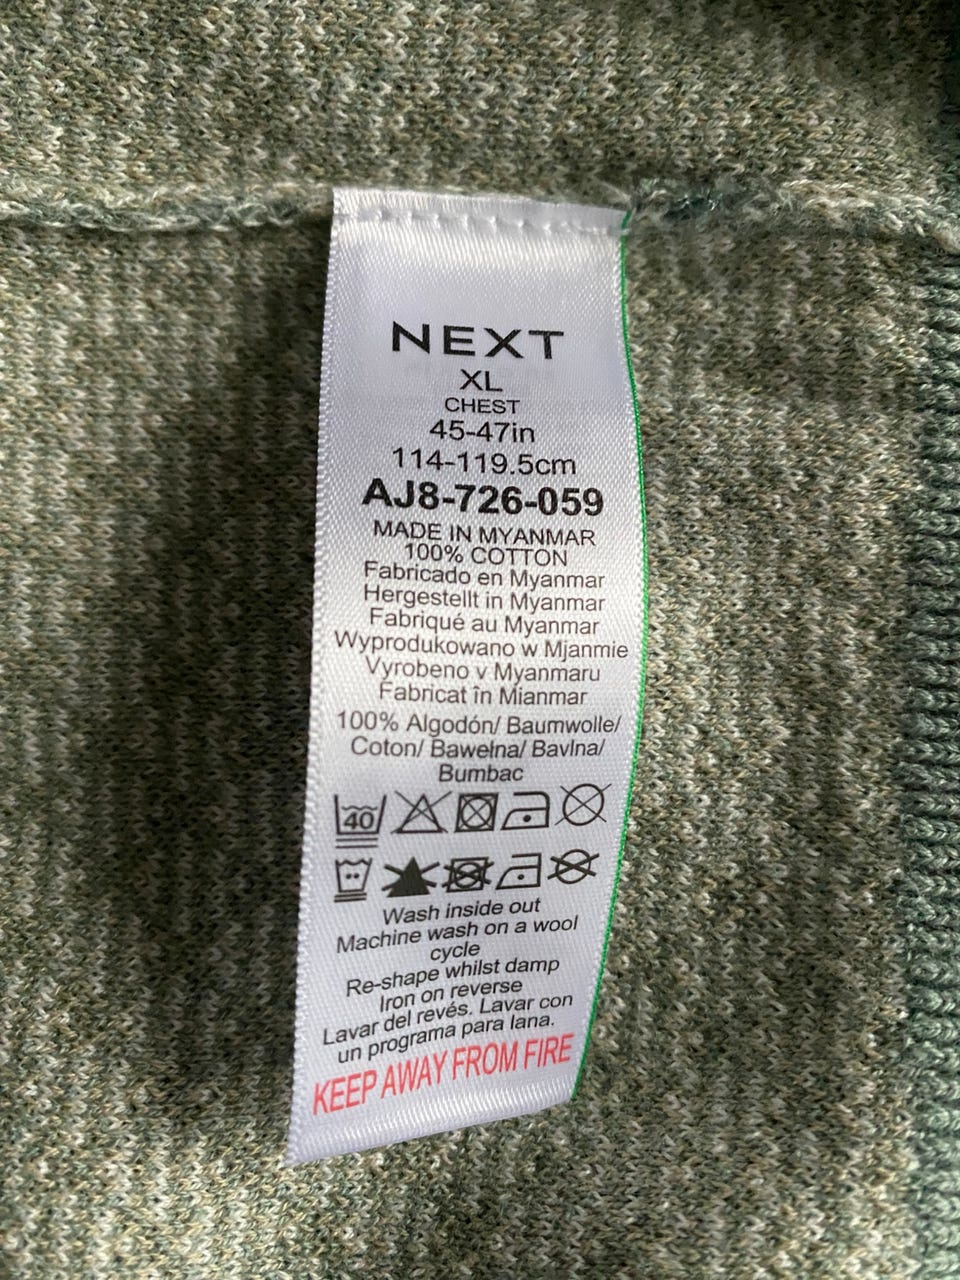 NEXT
XL
CHEST
45-47in
114-119.5cm
AJ8-726-059
MADE IN MYANMAR
100% COTTON
Fabricado en Myanmar
Hergestellt in Myanmar
Fabriqué au Myanmar
Wyprodukowano w Mjanmie
Vyrobeno v Myanmaru
Fabricat în Mianmar
100% Algodón/ Baumwolle/
Coton/ Bawełna/ Bavlna/
Bumbac
40
Wash inside out
Machine wash on a wool
cycle
Re-shape whilst damp
Iron on reverse
Lavar del revés. Lavar con
un programa para lana.
KEEP AWAY FROM FIRE